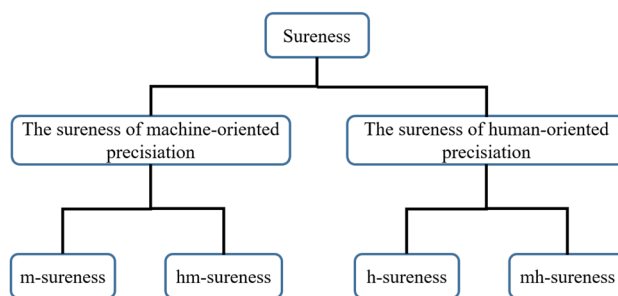 Sureness
The sureness of machine-oriented
precisiation
The sureness of human-oriented
precisiation
m-sureness
hm-sureness
h-sureness
mh-sureness